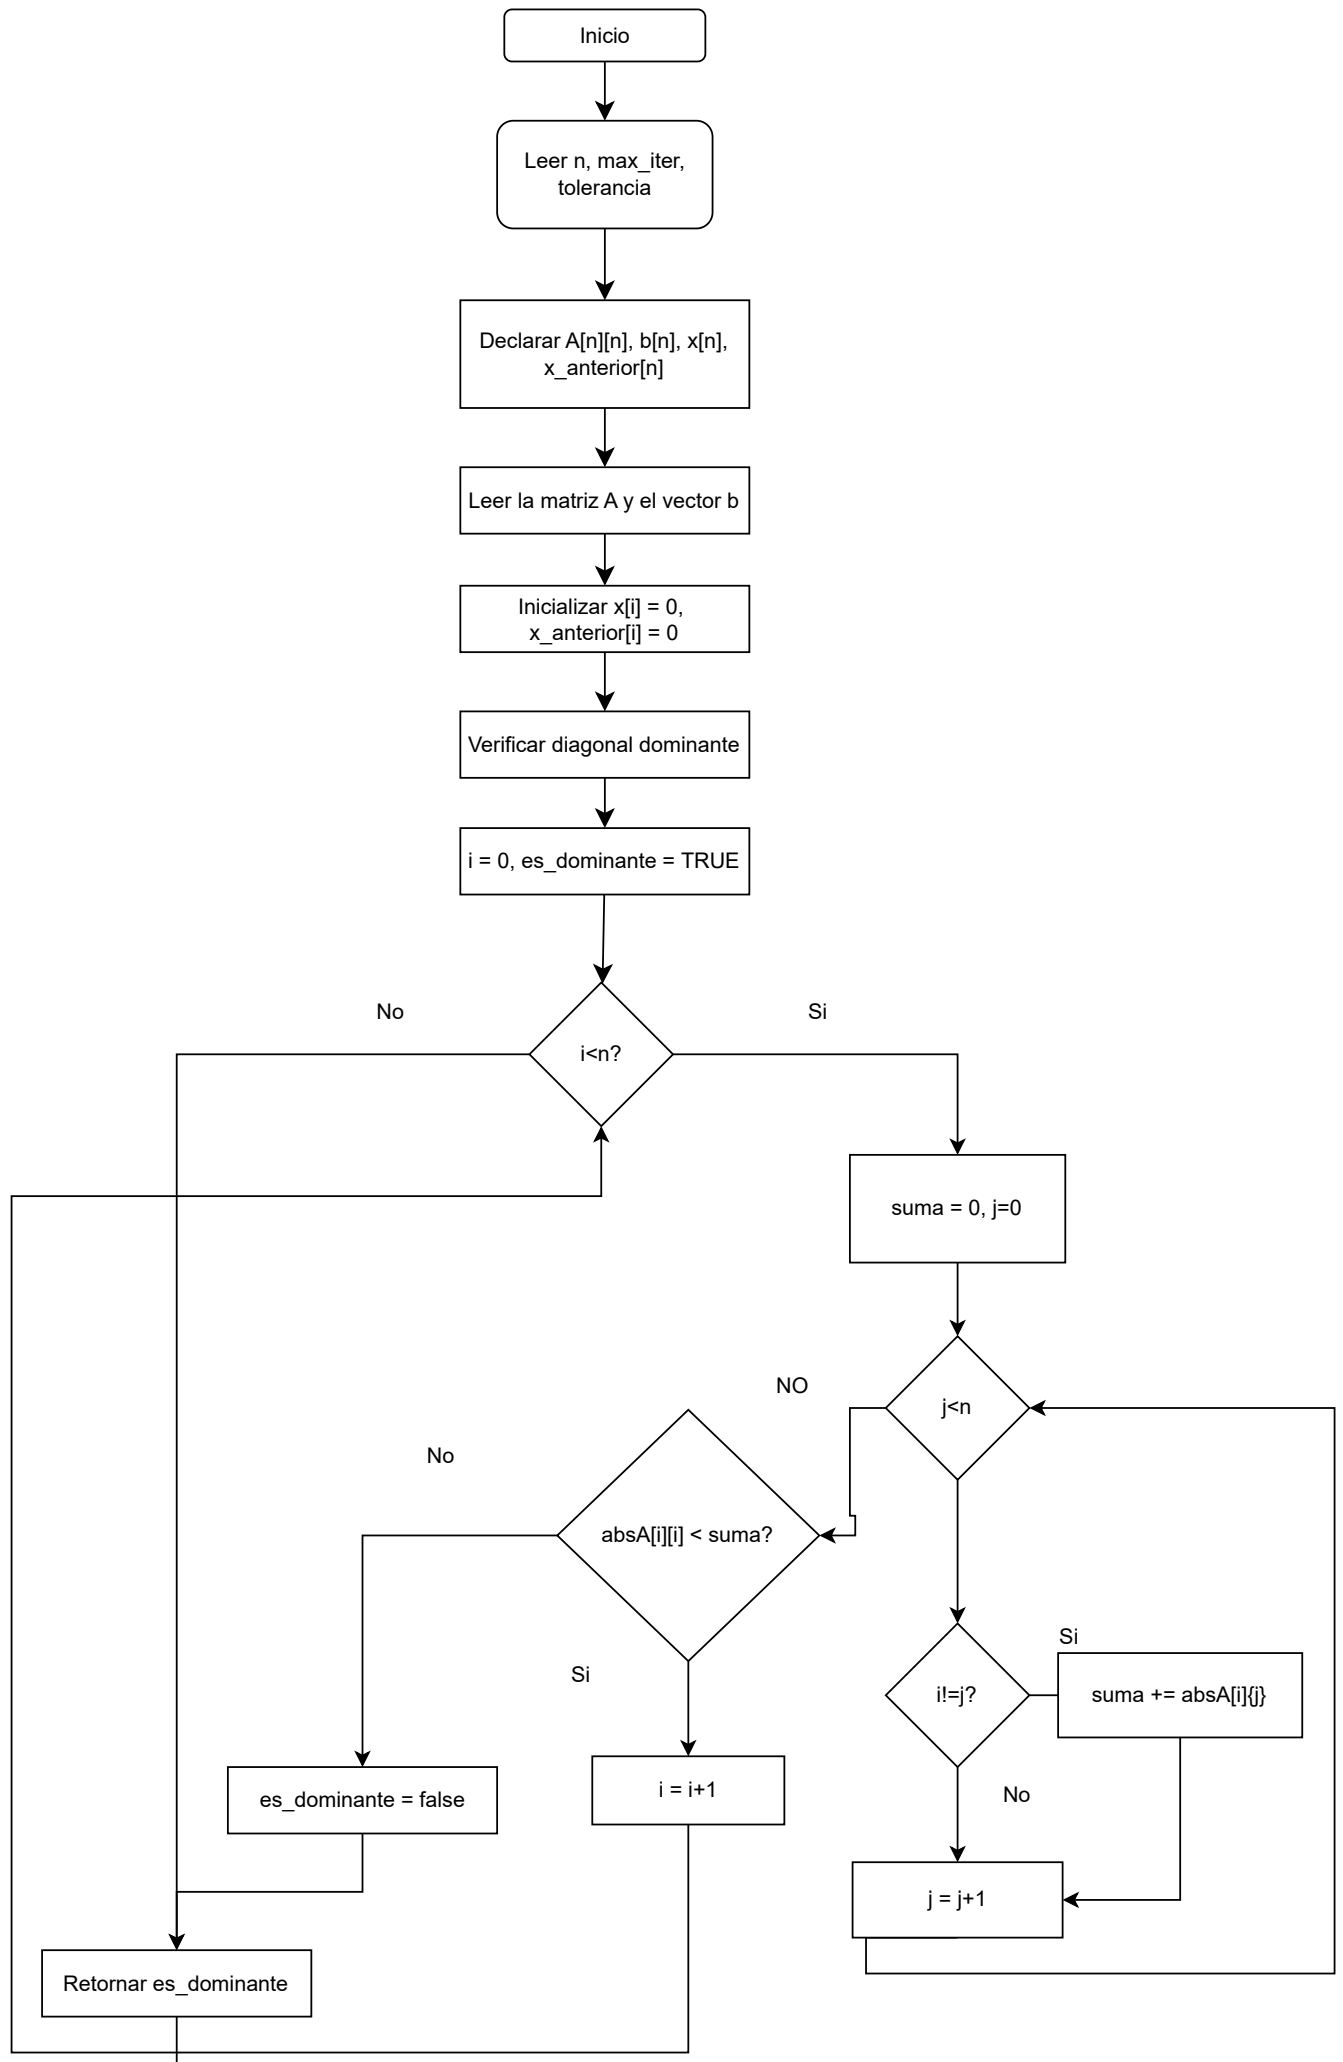 Inicio
Leer n, max_iter,
tolerancia
Declarar A[n][n], b[n], x[n],
x_anterior[n]
Leer la matriz A y el vector b
Inicializar x[i] = 0,
x_anterior[i] = 0
Verificar diagonal dominante
i = 0, es_dominante = TRUE
No
Si
i<n?
suma = 0, j=0
NO
j<n
No
absA[i][i] < suma?
Si
Si
i!=j?
suma += absA[i]{j}
i = i+1
No
es_dominante = false
j = j+1
Retornar es_dominante